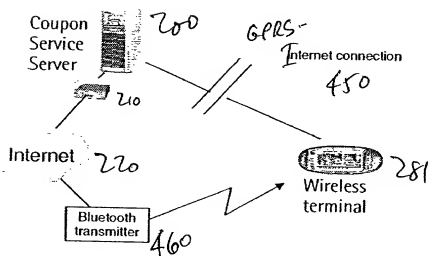 Coupon
Service
Server
200
GPRS-
Internet connection
450
210
Internet
220
Wireless
terminal
281
Bluetooth
transmitter
460